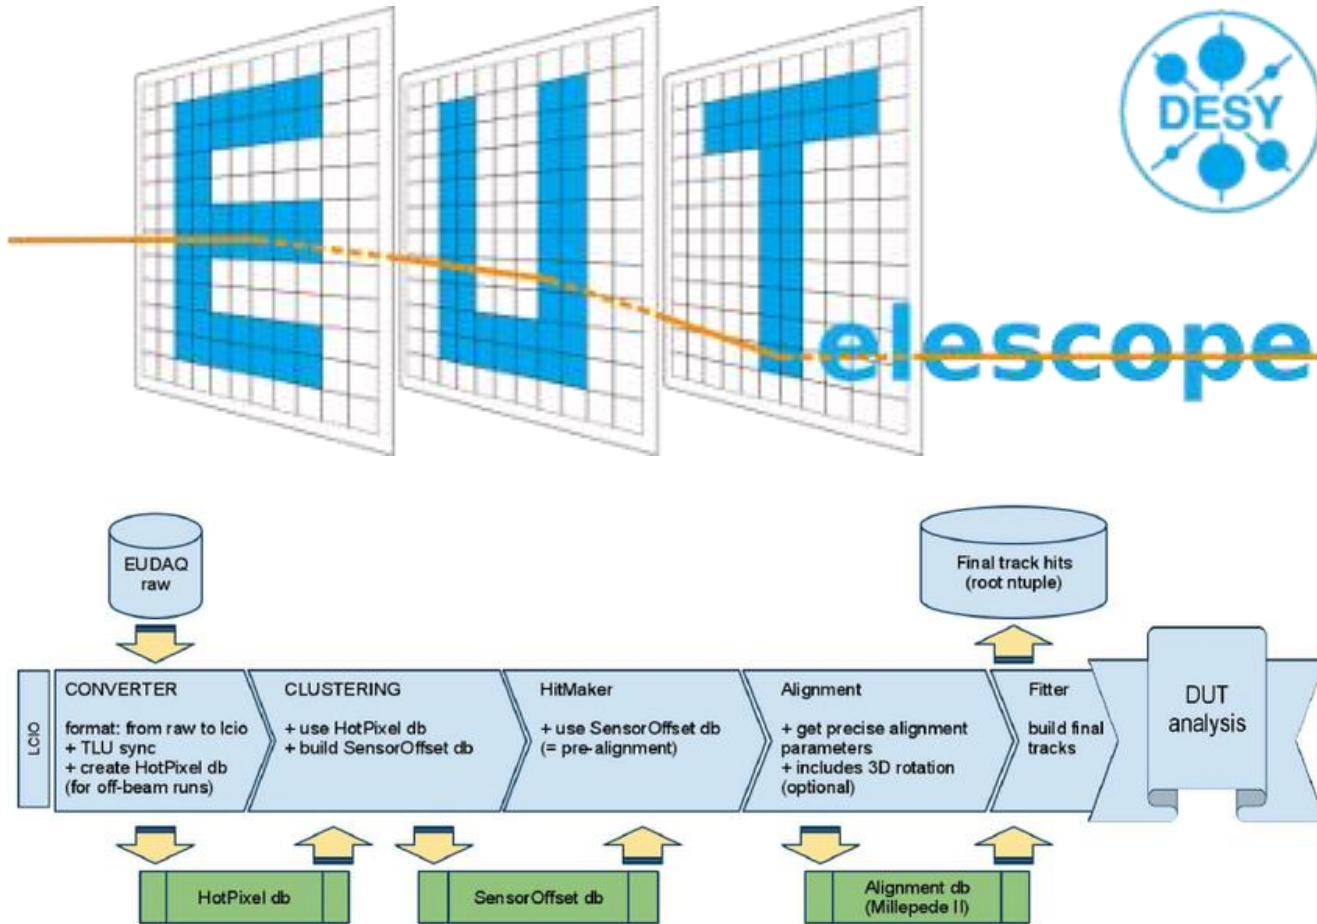 EUTelescope
DESY
EUDAQ
raw
Final track hits
(root ntuple)
LCIO
CONVERTER
format: from raw to lcio
+ TLU sync
+ create HotPixel db
(for off-beam runs)
CLUSTERING
+ use HotPixel db
+ build SensorOffset db
HitMaker
+ use SensorOffset db
(= pre-alignment)
Alignment
+ get precise alignment
parameters
+ includes 3D rotation
(optional)
Fitter
build final
tracks
DUT
analysis
HotPixel db
SensorOffset db
Alignment db
(Millepede II)